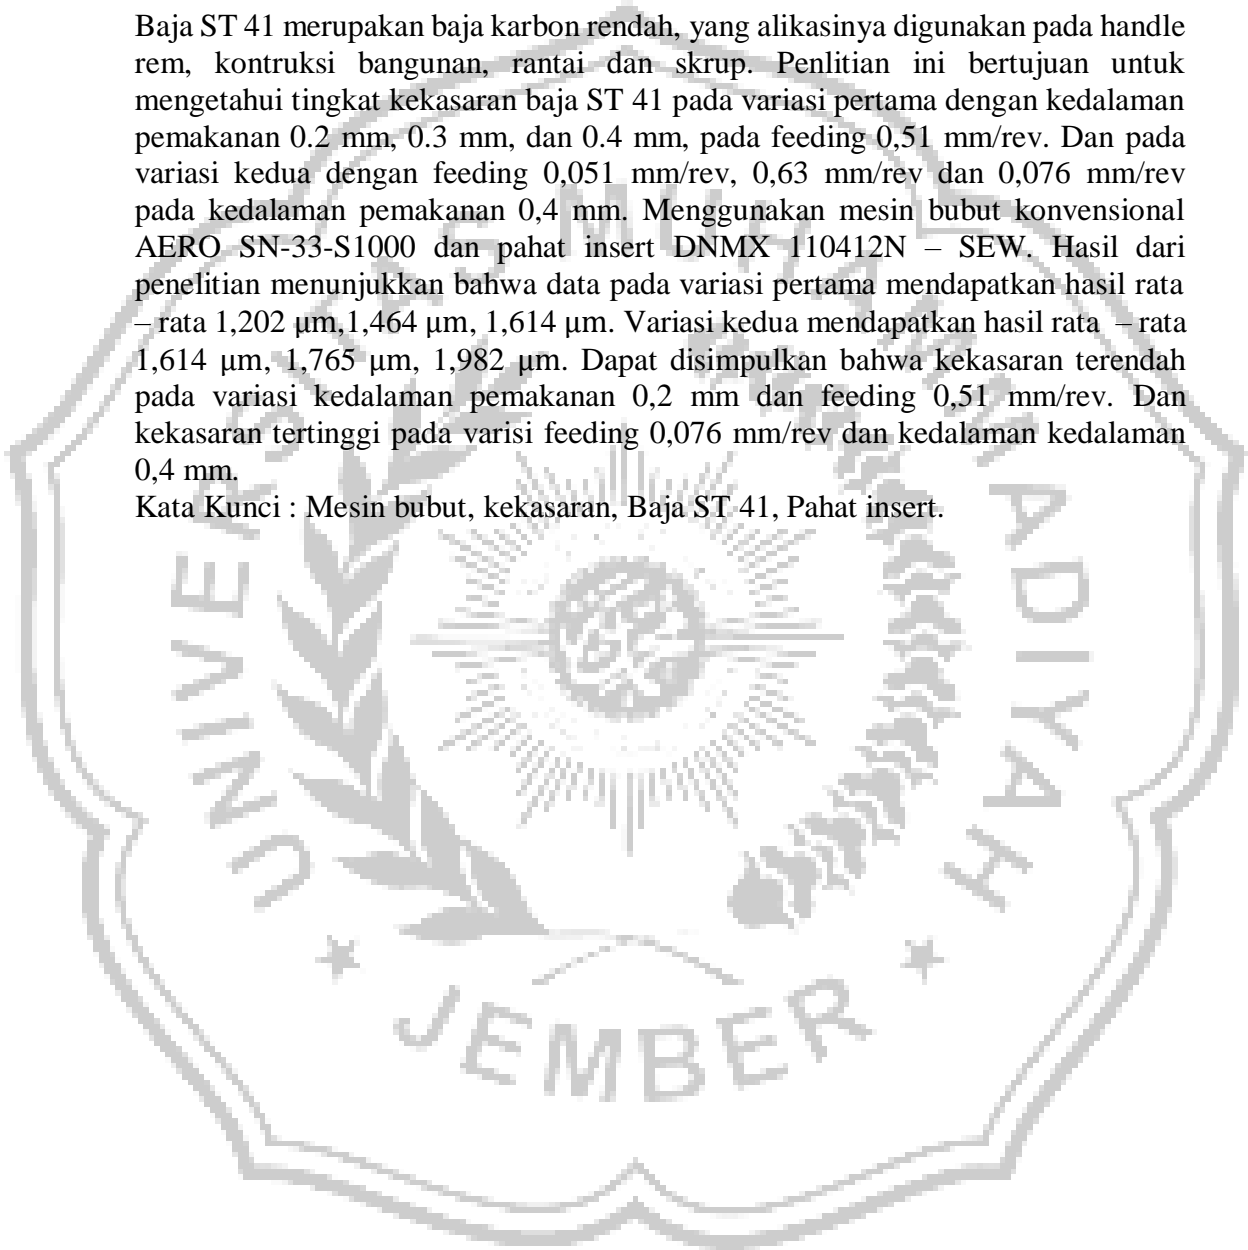 Baja ST 41 merupakan baja karbon rendah, yang alikasinya digunakan pada handle
rem, kontruksi bangunan, rantai dan skrup. Penlitian ini bertujuan untuk
mengetahui tingkat kekasaran baja ST 41 pada variasi pertama dengan kedalaman
pemakanan 0.2 mm, 0.3 mm, dan 0.4 mm, pada feeding 0,51 mm/rev. Dan pada
variasi kedua dengan feeding 0,051 mm/rev, 0,63 mm/rev dan 0,076 mm/rev
pada kedalaman pemakanan 0,4 mm. Menggunakan mesin bubut konvensional
AERO SN-33-S1000 dan pahat insert DNMX 110412N – SEW. Hasil dari
penelitian menunjukkan bahwa data pada variasi pertama mendapatkan hasil rata
– rata 1,202 μm,1,464 μm, 1,614 μm. Variasi kedua mendapatkan hasil rata – rata
1,614 μm, 1,765 μm, 1,982 μm. Dapat disimpulkan bahwa kekasaran terendah
pada variasi kedalaman pemakanan 0,2 mm dan feeding 0,51 mm/rev. Dan
kekasaran tertinggi pada varisi feeding 0,076 mm/rev dan kedalaman kedalaman
0,4 mm.
Kata Kunci : Mesin bubut, kekasaran, Baja ST 41, Pahat insert.
UNIVERSITAS MUHAMMADIYAH
JEMBER